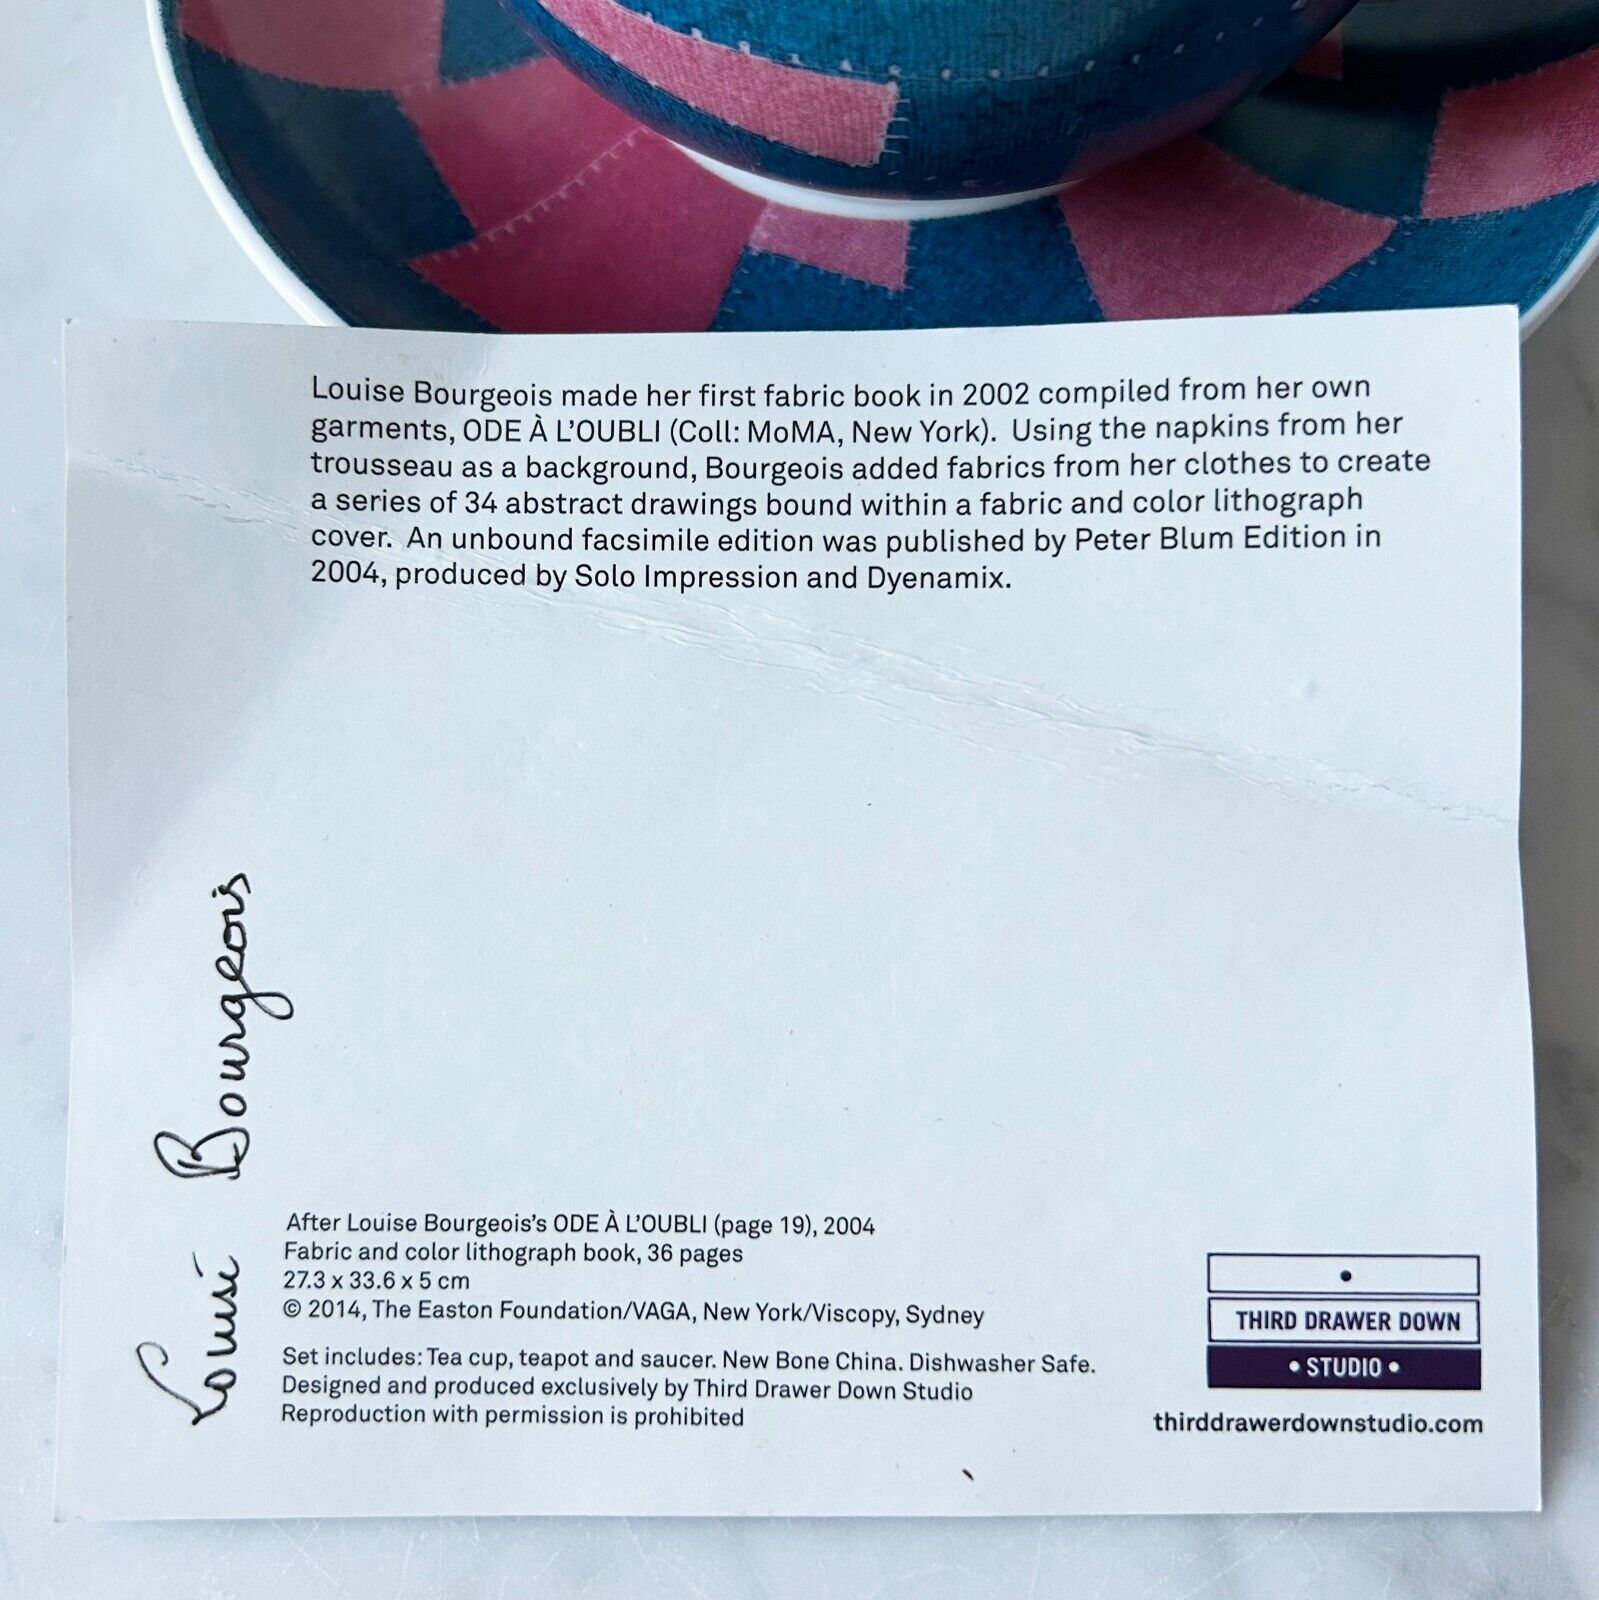 Louise Bourgeois made her first fabric book in 2002 compiled from her own
garments, ODE À L'OUBLI (Coll: MoMA, New York). Using the napkins from her
trousseau as a background, Bourgeois added fabrics from her clothes to create
a series of 34 abstract drawings bound within a fabric and color lithograph
cover. An unbound facsimile edition was published by Peter Blum Edition in
2004, produced by Solo Impression and Dyenamix.
Louise Bourgeois
After Louise Bourgeois's ODE À L'OUBLI (page 19), 2004
Fabric and color lithograph book, 36 pages
27.3 x 33.6 x 5 cm
© 2014, The Easton Foundation/VAGA, New York/Viscopy, Sydney
Set includes: Tea cup, teapot and saucer. New Bone China. Dishwasher Safe.
Designed and produced exclusively by Third Drawer Down Studio
Reproduction with permission is prohibited
THIRD DRAWER DOWN
• STUDIO •
thirddrawerdownstudio.com